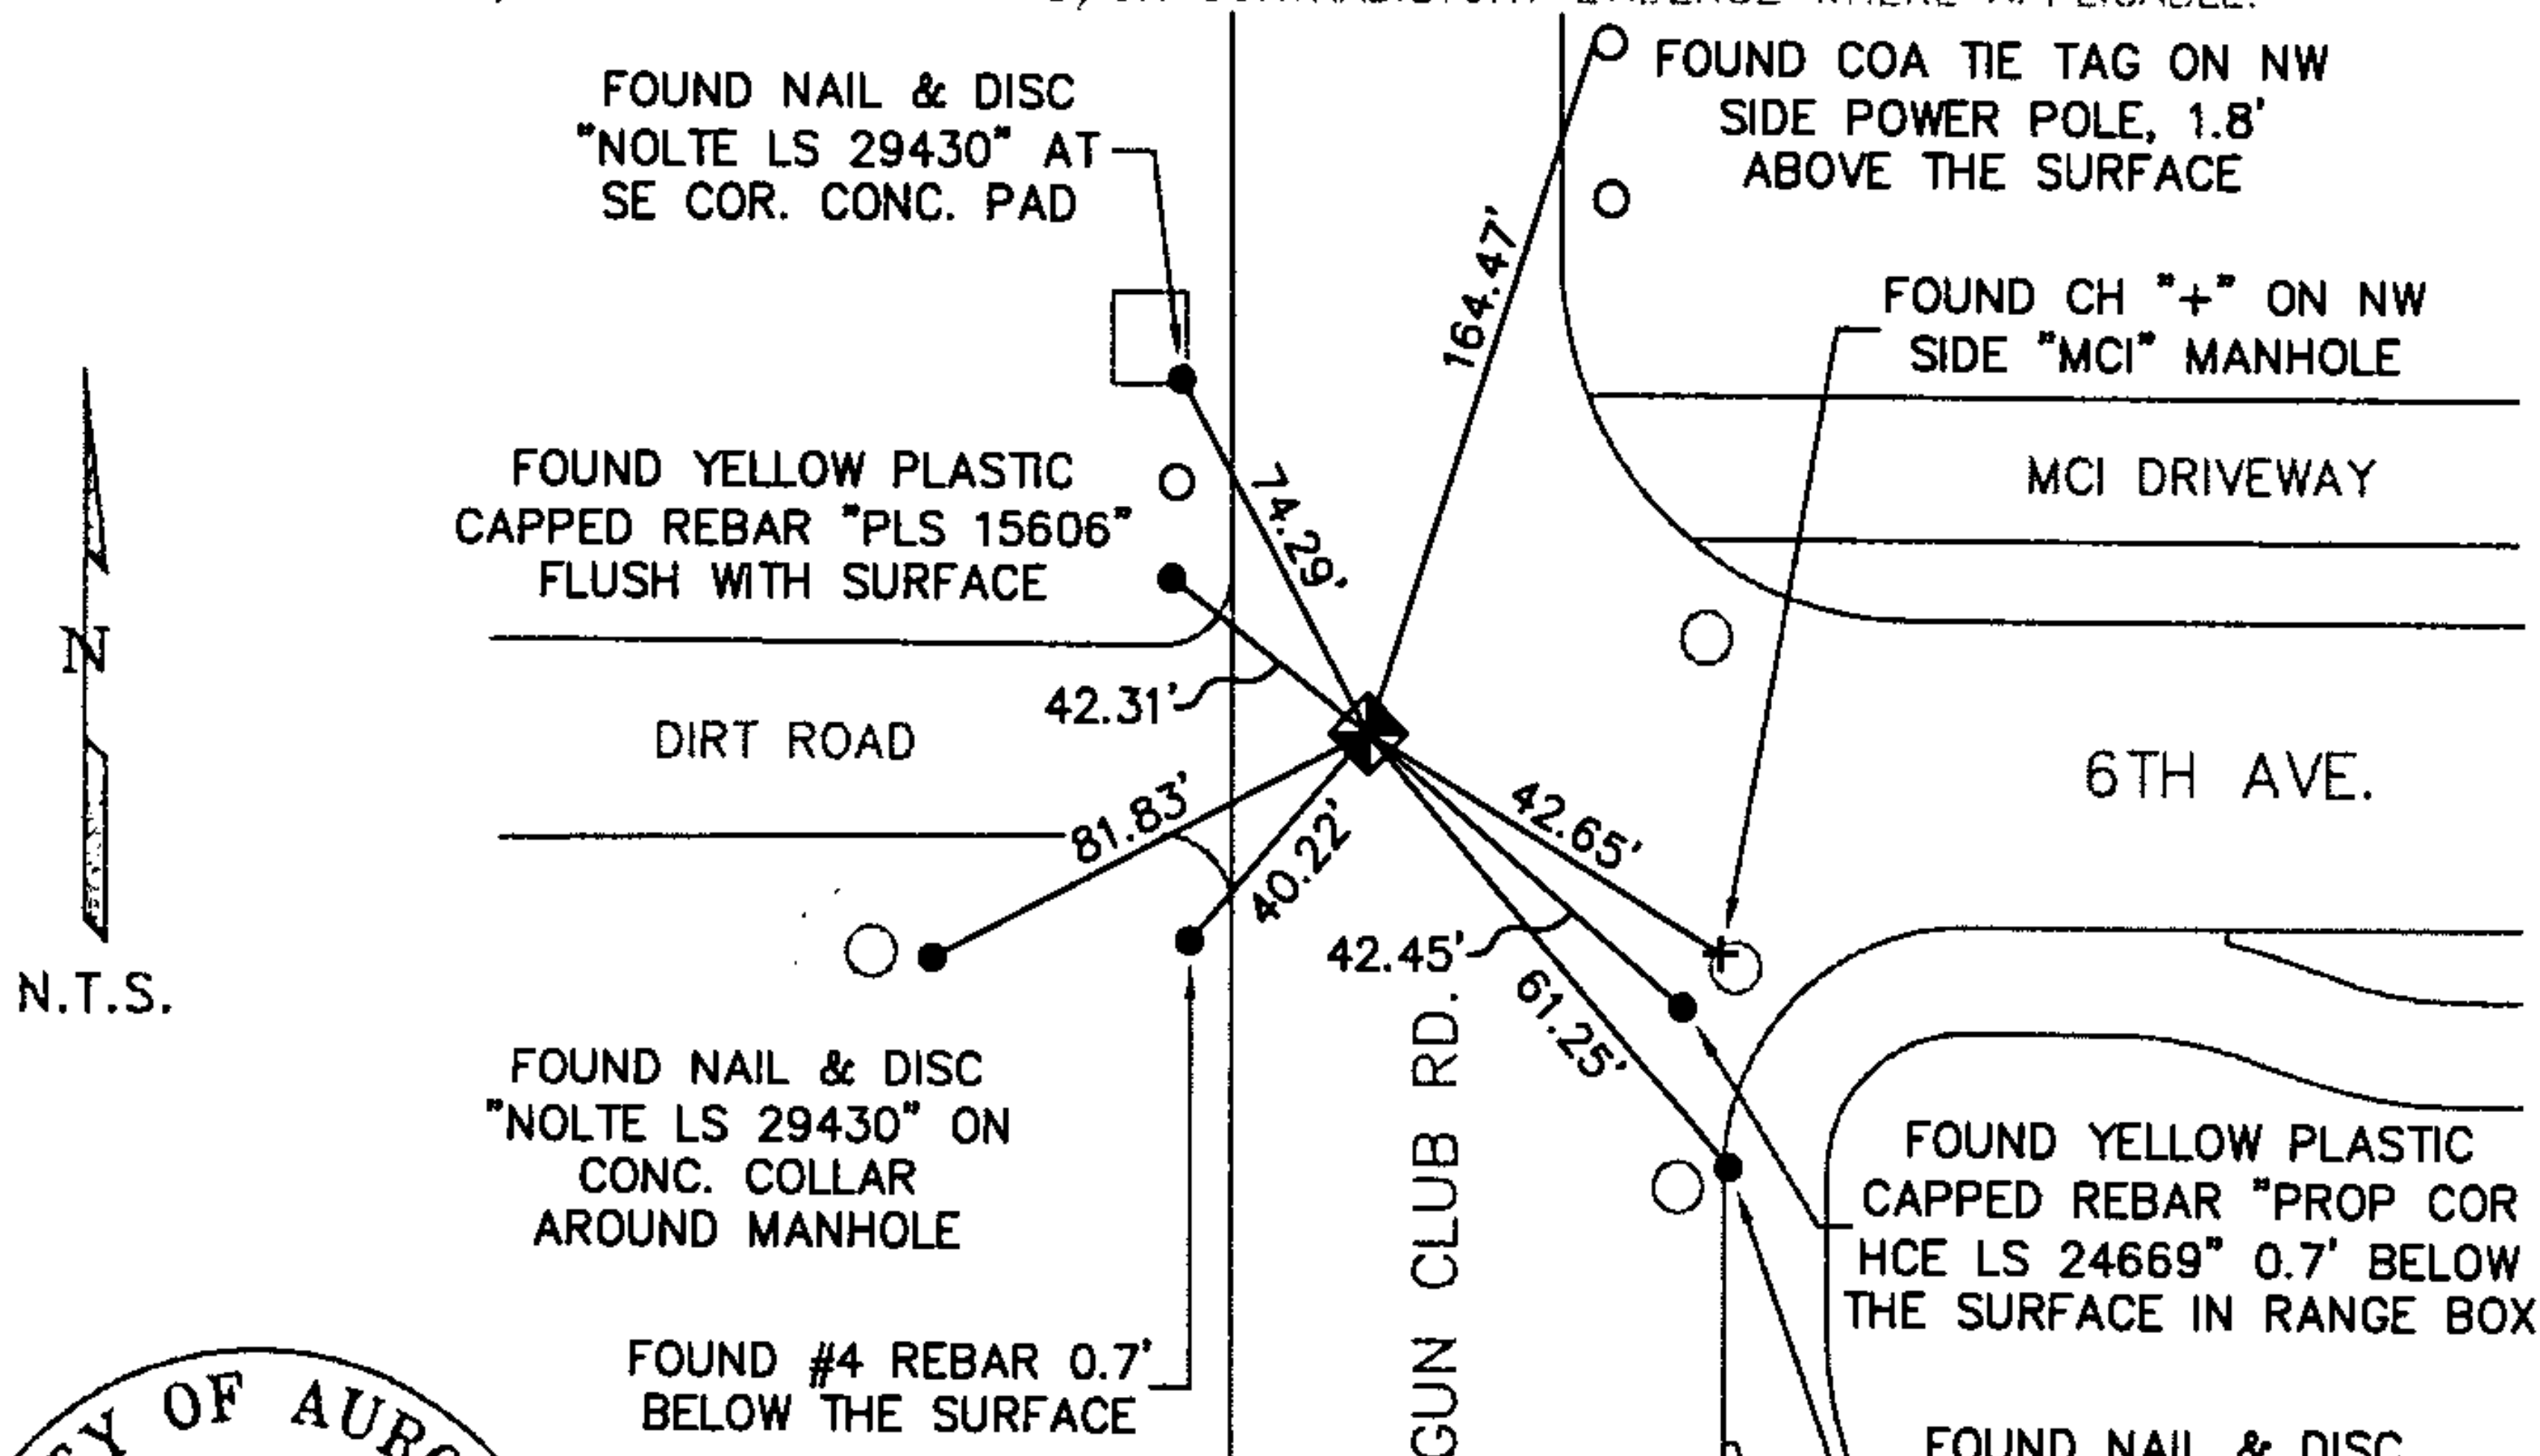 FOUND NAIL & DISC
"NOLTE LS 29430" AT
SE COR. CONC. PAD
FOUND COA TIE TAG ON NW
SIDE POWER POLE, 1.8'
ABOVE THE SURFACE
164.47'
FOUND CH "+" ON NW
SIDE "MCI" MANHOLE
MCI DRIVEWAY
74.29'
FOUND YELLOW PLASTIC
CAPPED REBAR "PLS 15606"
FLUSH WITH SURFACE
42.31'
DIRT ROAD
6TH AVE.
N
N.T.S.
81.83'
40.22'
42.65'
42.45'
61.25'
GUN CLUB RD.
FOUND NAIL & DISC
"NOLTE LS 29430" ON
CONC. COLLAR
AROUND MANHOLE
FOUND #4 REBAR 0.7'
BELOW THE SURFACE
FOUND YELLOW PLASTIC
CAPPED REBAR "PROP COR
HCE LS 24669" 0.7' BELOW
THE SURFACE IN RANGE BOX
FOUND NAIL & DISC
OF